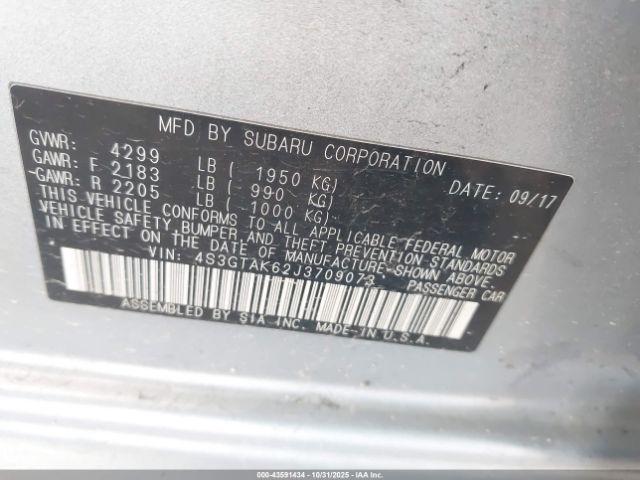 MFD BY SUBARU CORPORATION
GVWR: 4299 LB ( 1950 KG) DATE: 09/17
GAWR: F 2183 LB ( 990 KG)
GAWR: R 2205 LB ( 1000 KG)
THIS VEHICLE CONFORMS TO ALL APPLICABLE FEDERAL MOTOR
VEHICLE SAFETY,BUMPER AND THEFT PREVENTION STANDARDS
IN EFFECT ON THE DATE OF MANUFACTURE SHOWN ABOVE.
VIN: 4S3GTAK62J3709073 PASSENGER CAR
ASSEMBLED BY SIA INC. MADE-IN U.S.A.
000-43591434 - 10/31/2025 - IAAI.com